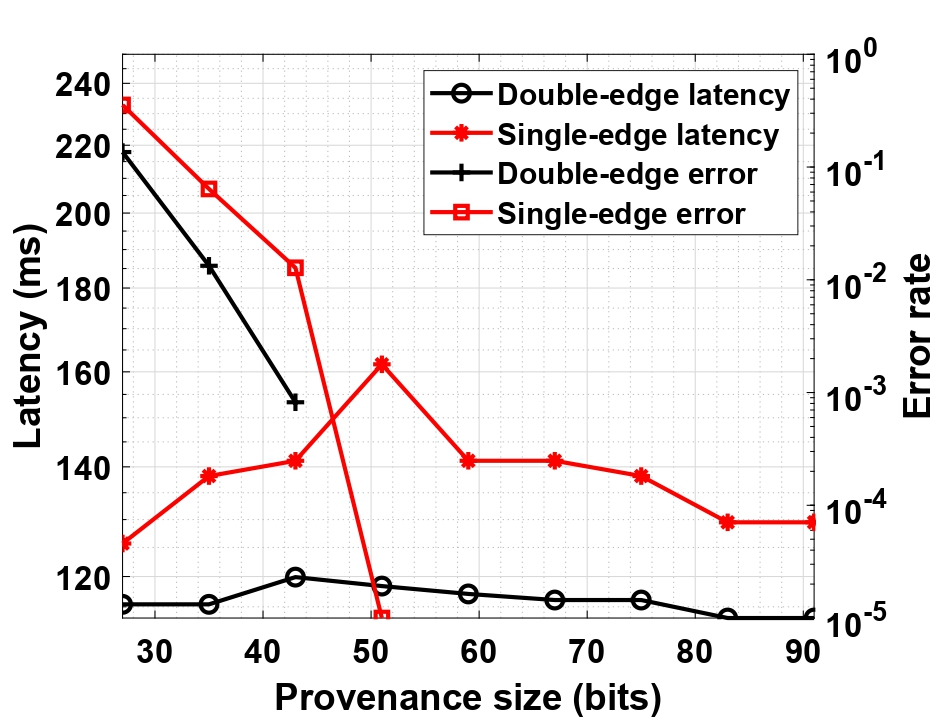 Double-edge latency
Single-edge latency
Double-edge error
Single-edge error
Latency (ms)
240
220
200
180
160
140
120
10^0
10^-1
10^-2
10^-3
10^-4
10^-5
Error rate
30 40 50 60 70 80 90
Provenance size (bits)